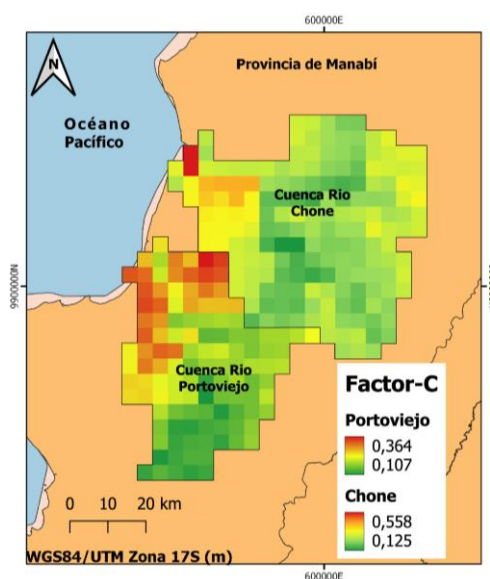 600000E
N
Provincia de Manabí
Océano
Pacífico
Cuenca Rio
Chone
9900000N
Cuenca Rio
Portoviejo
Factor-C
Portoviejo
0,364
0,107
Chone
0,558
0,125
0 10 20 km
WGS84/UTM Zona 17S (m)
600000E